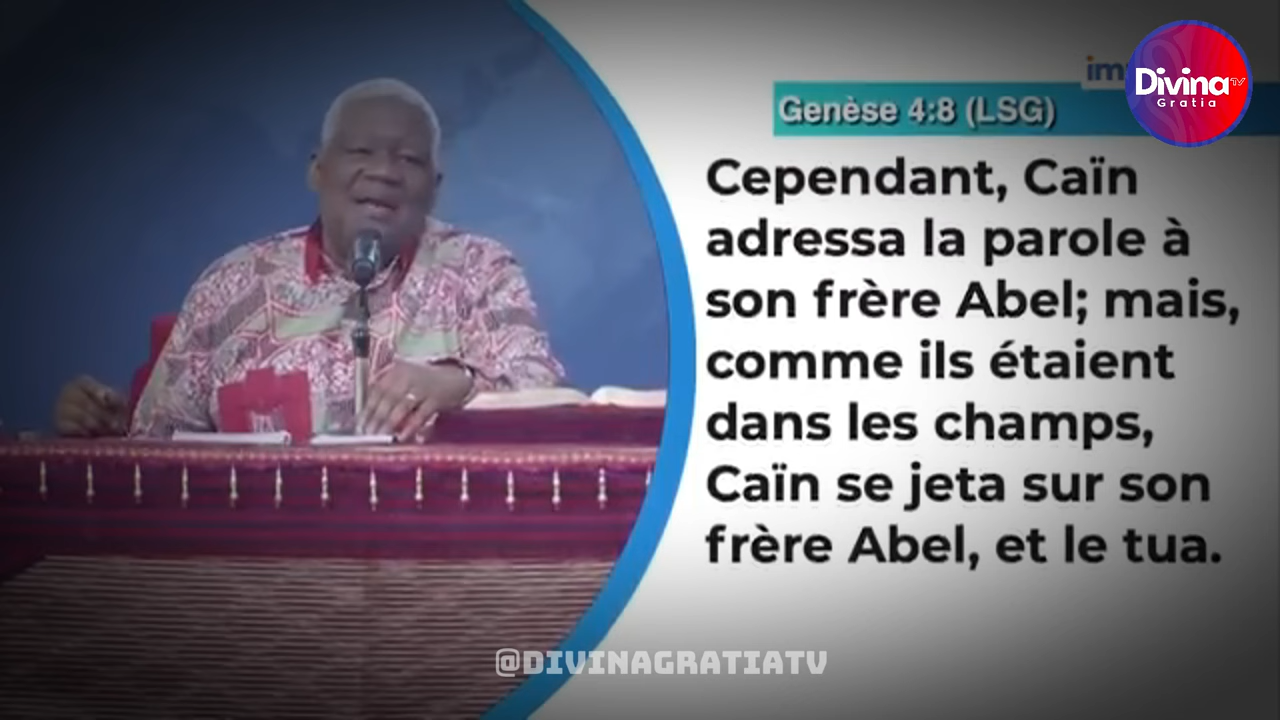 Divina TV
Gratia
Genèse 4:8 (LSG)
Cependant, Caïn
adressa la parole à
son frère Abel; mais,
comme ils étaient
dans les champs,
Caïn se jeta sur son
frère Abel, et le tua.
@DIVINAGRATIATV